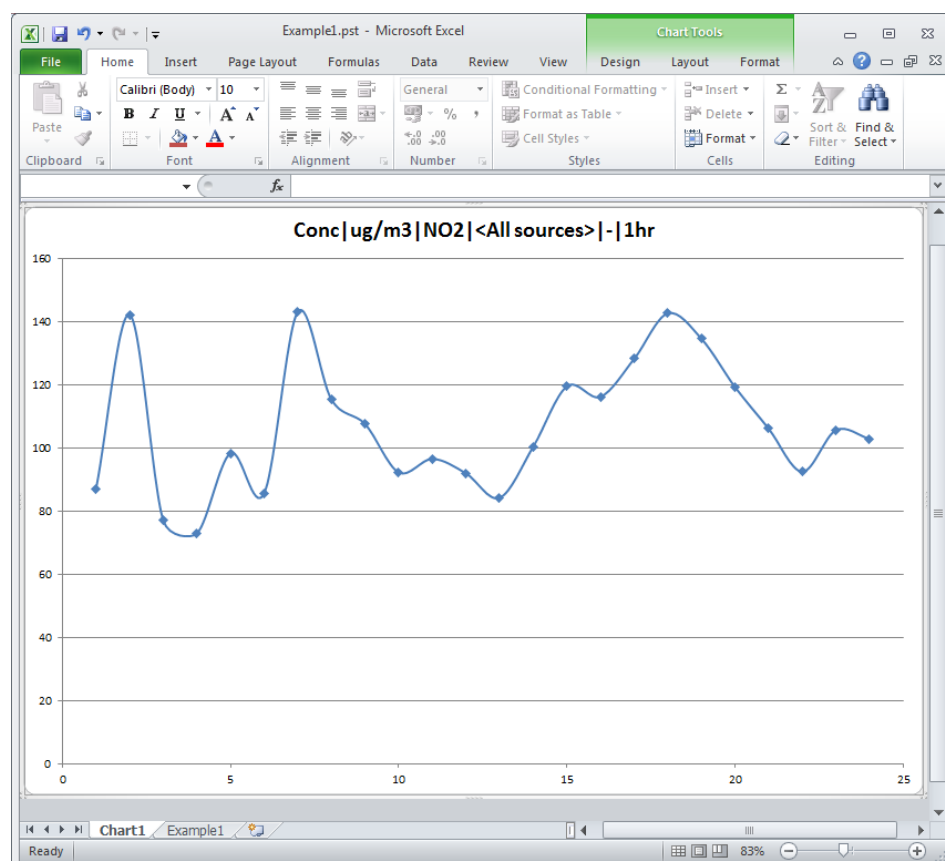 Example1.pst - Microsoft Excel
Chart Tools
File Home Insert Page Layout Formulas Data Review View Design Layout Format
Paste
Calibri (Body) 10
B I U A A
General
% ,
.00 .0
Conditional Formatting
Format as Table
Cell Styles
Insert
Delete
Format
Σ
Sort & Filter
Find & Select
Clipboard Font Alignment Number Styles Cells Editing
fx
Conc|ug/m3|NO2|<All sources>|-|1hr
160
140
120
100
80
60
40
20
0
0 5 10 15 20 25
Chart1 Example1
Ready 83%